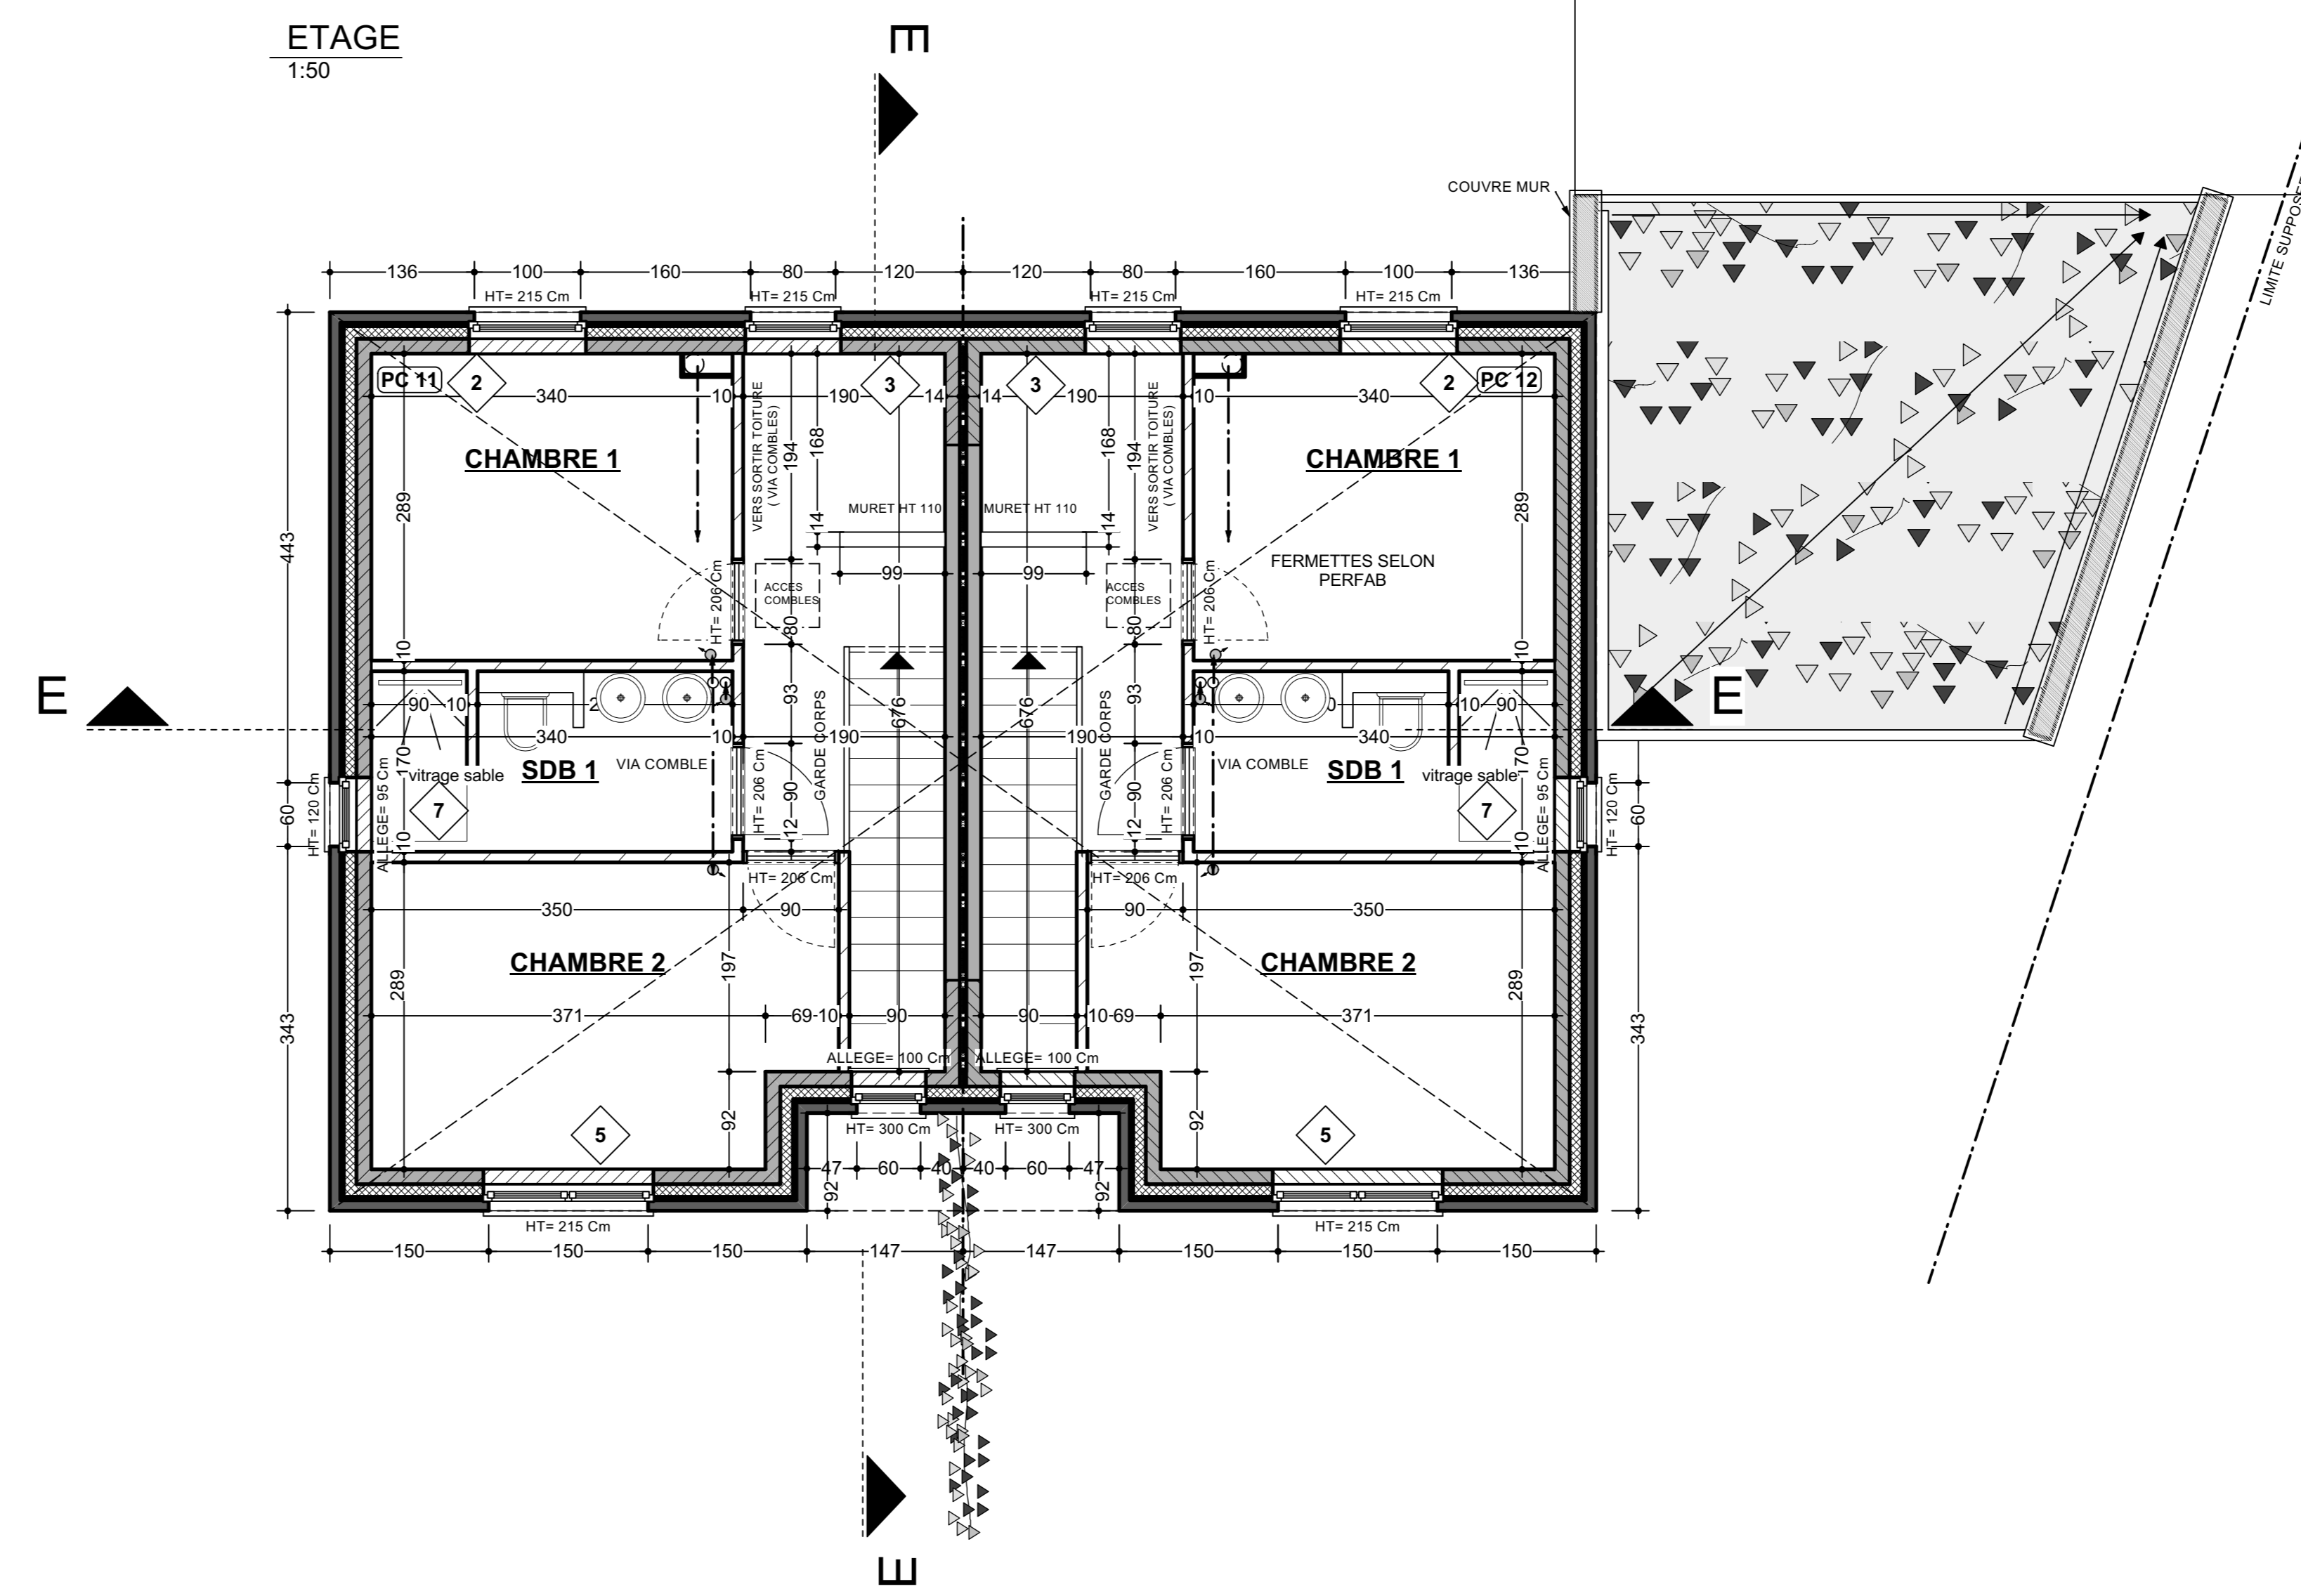 ETAGE
1:50
E
COUVRE MUR
LIMITE SUPPOSE
136 100 160 80 120 120 80 160 100 136
HT= 215 Cm HT= 215 Cm HT= 215 Cm HT= 215 Cm
PC 11 2 3 3 2 PC 12
340 10 190 14 14 190 10 340
VERS SORTIR TOITURE
( VIA COMBLES)
194 168
168 194
VERS SORTIR TOITURE
( VIA COMBLES)
CHAMBRE 1 CHAMBRE 1
289 289
443
MURET HT 110 MURET HT 110
14 14
FERMETTES SELON
PERFAB
99 99
HT= 206 Cm
ACCES
COMBLES
ACCES
COMBLES
HT= 206 Cm
80 80
10 10
E
93 676 676 93
90 10 2 10 90
E
340 10 190 190 10 340
GARDE CORPS GARDE CORPS
170 170
vitrage sable SDB 1 VIA COMBLE VIA COMBLE SDB 1 vitrage sable
HT= 206 Cm 90 90 HT= 206 Cm
60 HT= 120 Cm ALLEGE= 95 Cm 7 7 ALLEGE= 95 Cm HT= 120 Cm 60
10 12 12 10
HT= 206 Cm HT= 206 Cm
350 90 90 350
CHAMBRE 2 CHAMBRE 2
289 197 197 289
343 343
371 69 10 90 90 10 69 371
ALLEGE= 100 Cm ALLEGE= 100 Cm
92 5 5 92
HT= 300 Cm HT= 300 Cm
47 60 40 40 60 47
92 92
HT= 215 Cm HT= 215 Cm
150 150 150 147 147 150 150 150
E